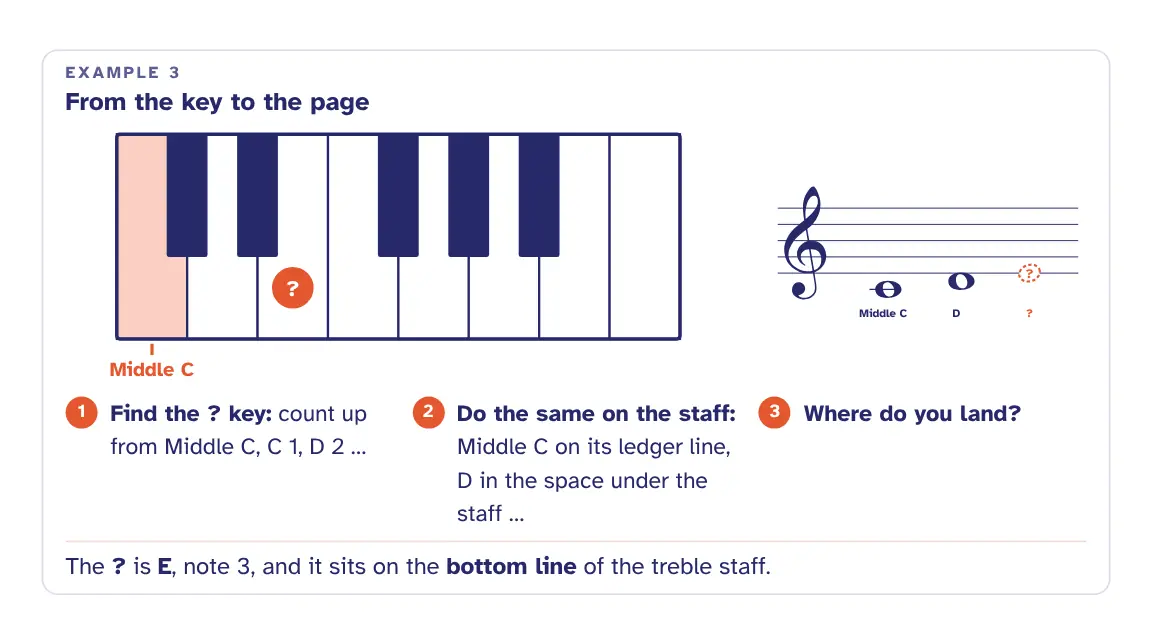 EXAMPLE 3
From the key to the page
?
Middle C
?
Middle C
D
?
1
Find the ? key: count up
from Middle C, C 1, D 2 ...
2
Do the same on the staff:
Middle C on its ledger line,
D in the space under the
staff ...
3
Where do you land?
The ? is E, note 3, and it sits on the bottom line of the treble staff.